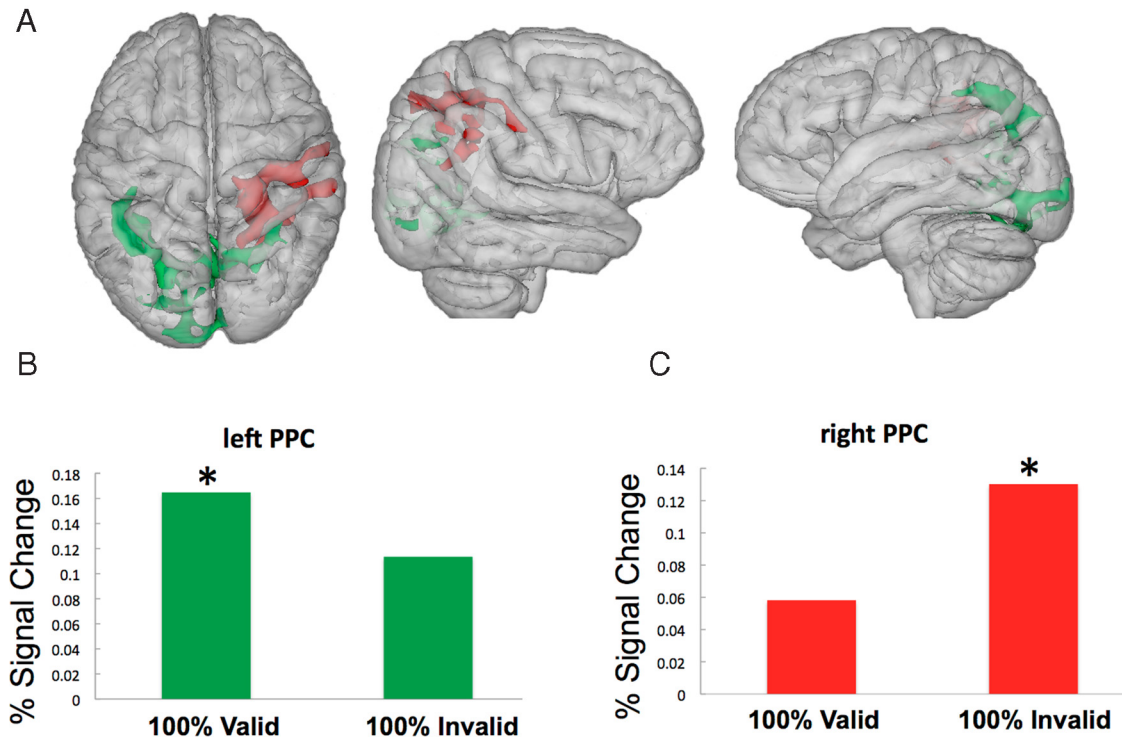 A
B
left PPC
% Signal Change
0.18
0.16
0.14
0.12
0.1
0.08
0.06
0.04
0.02
0
*
100% Valid
100% Invalid
C
right PPC
% Signal Change
0.14
0.12
0.1
0.08
0.06
0.04
0.02
0
*
100% Valid
100% Invalid